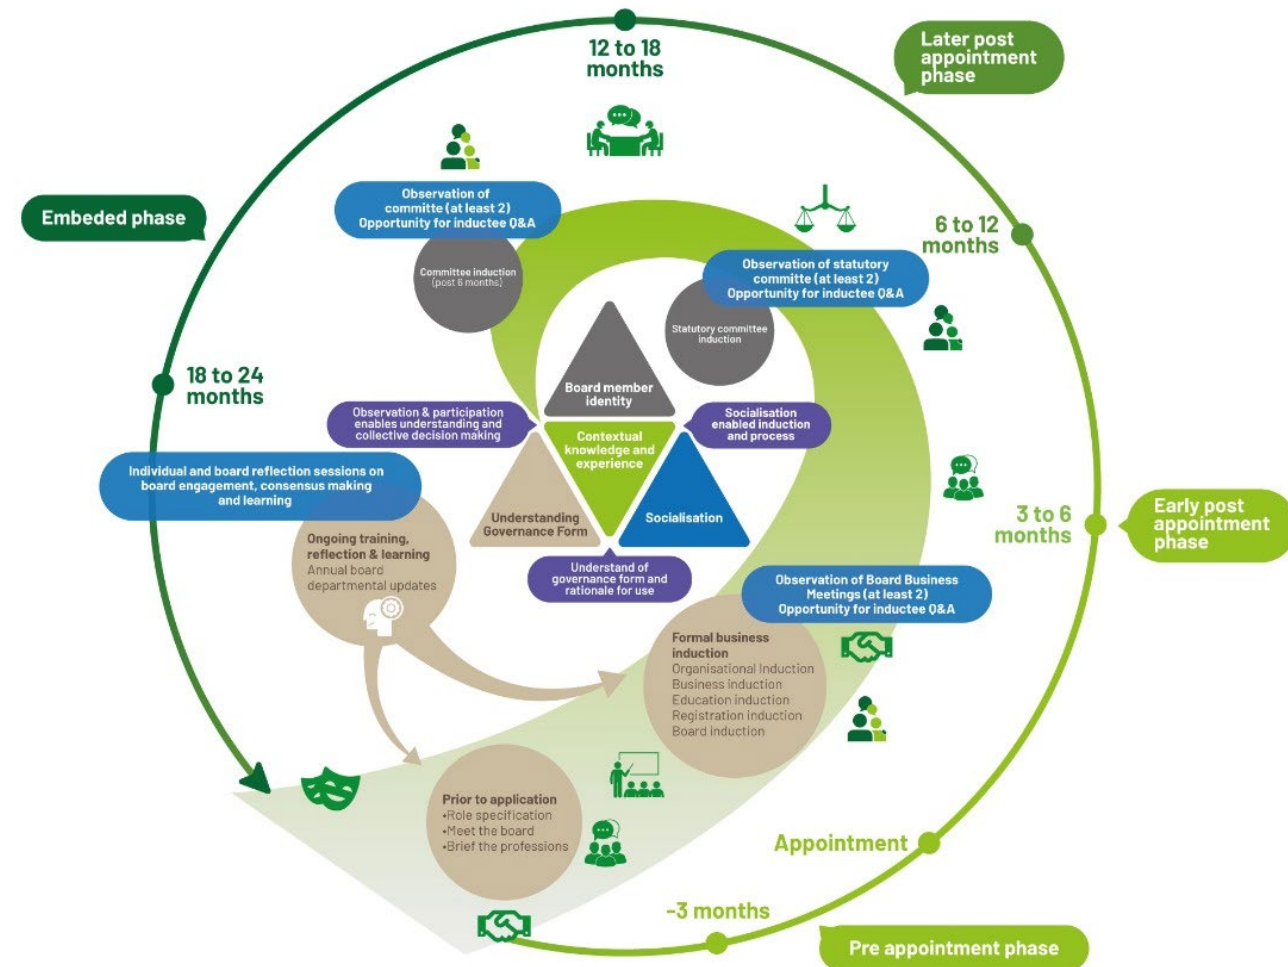 12 to 18
months
Later post
appointment
phase
Embeded phase
Observation of
committe (at least 2)
Opportunity for inductee Q&A
6 to 12
months
Committee induction
(post 6 months)
Observation of statutory
committe (at least 2)
Opportunity for inductee Q&A
Statutory committee
induction
18 to 24
months
Board member
identity
Observation & participation
enables understanding and
collective decision making
Socialisation
enabled induction
and process
Contextual
knowledge and
experience
Individual and board reflection sessions on
board engagement, consensus making
and learning
Understanding
Governance Form
Socialisation
3 to 6
months
Early post
appointment
phase
Ongoing training,
reflection & learning
Annual board
departmental updates
Understand of
governance form and
rationale for use
Observation of Board Business
Meetings (at least 2)
Opportunity for inductee Q&A
Formal business
induction
Organisational Induction
Business induction
Education induction
Registration induction
Board induction
Prior to application
•Role specification
•Meet the board
•Brief the professions
Appointment
-3 months
Pre appointment phase